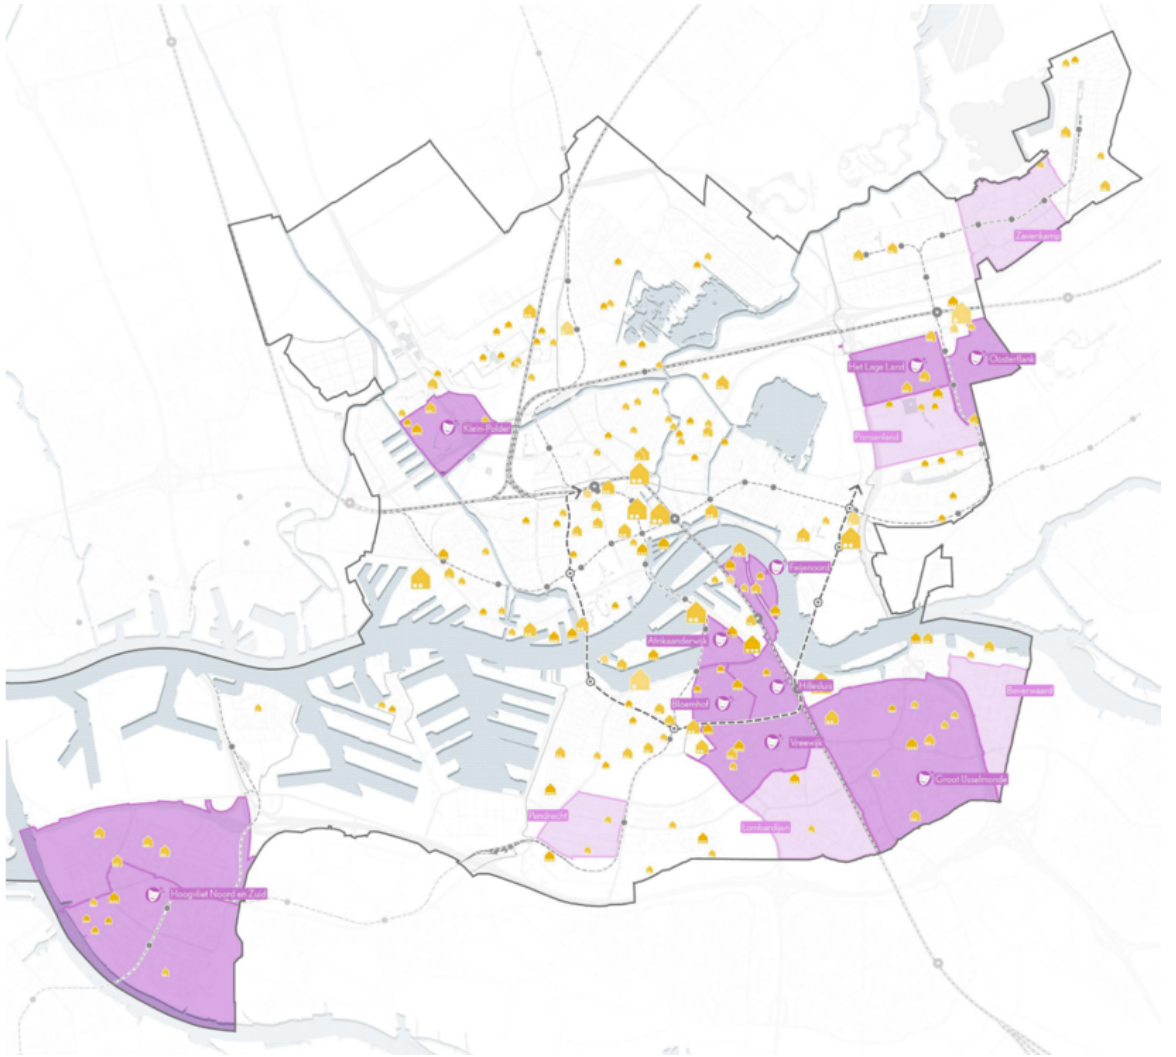 Zevenkamp
Oosterflank
Het Lage Land
Prinsenland
Klein-Polder
Feijenoord
Afrikaanderwijk
Hillesluis
Beverwaard
Bloemhof
Vreewijk
Groot IJsselmonde
Pendrecht
Lombardijen
Hoogvliet Noord en Zuid